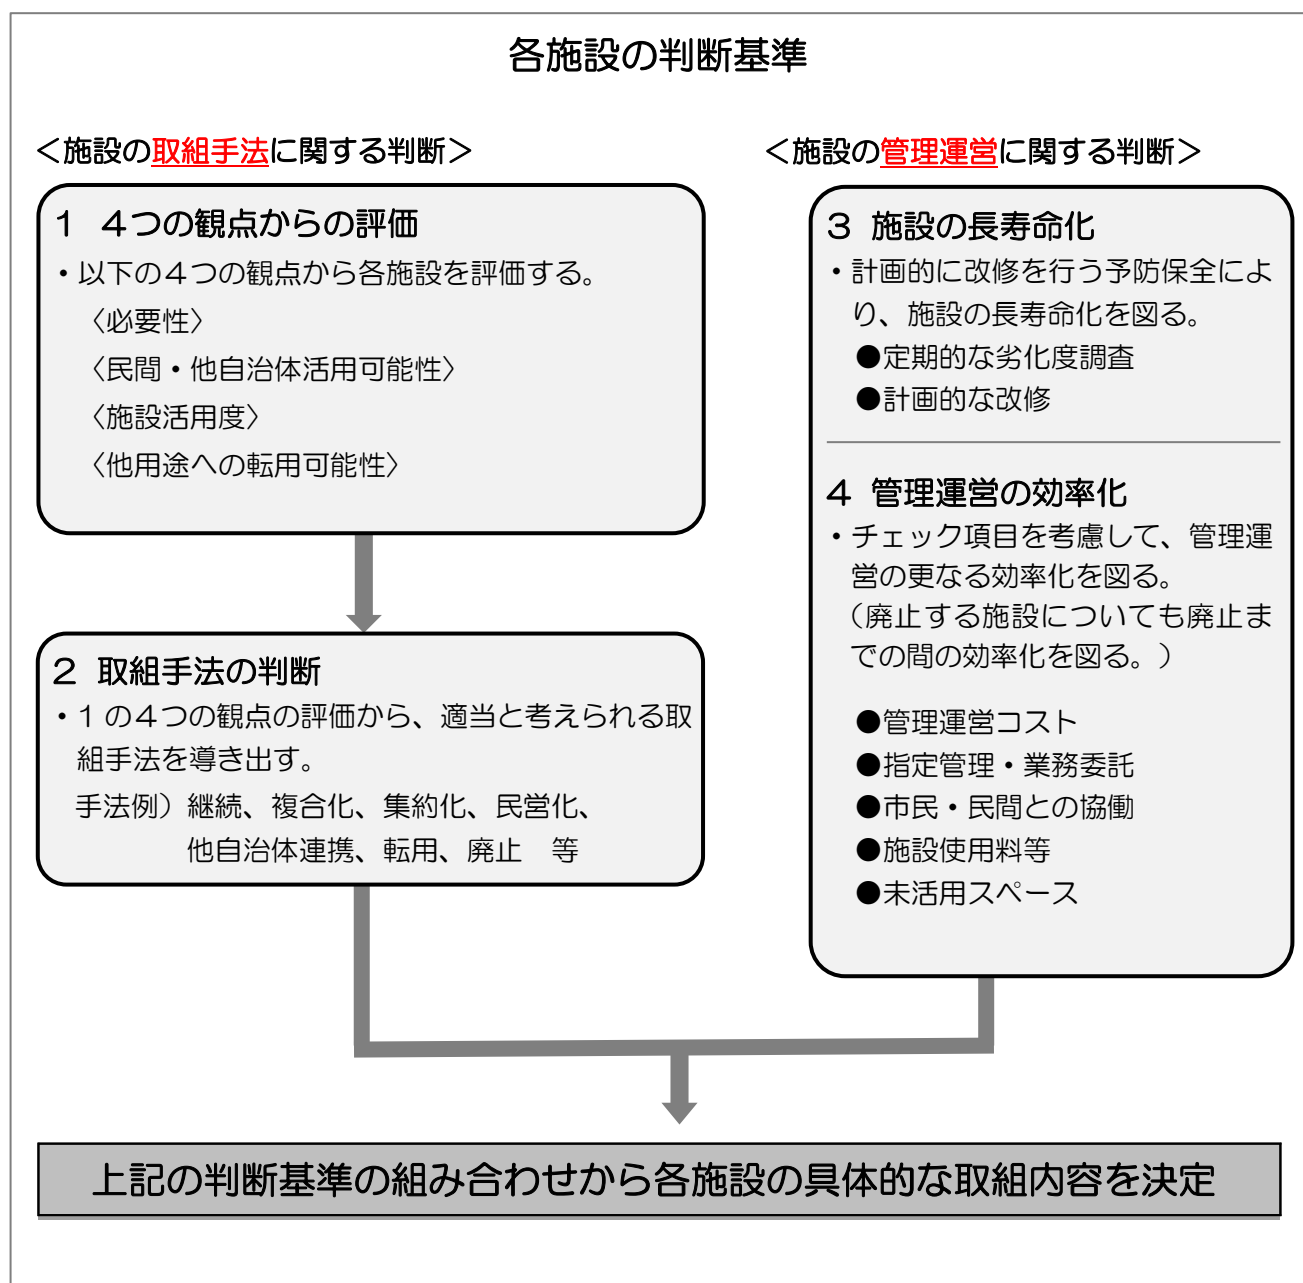 各施設の判断基準
＜施設の取組手法に関する判断＞
１ ４つの観点からの評価
・以下の４つの観点から各施設を評価する。
〈必要性〉
〈民間・他自治体活用可能性〉
〈施設活用度〉
〈他用途への転用可能性〉
２ 取組手法の判断
・１の４つの観点の評価から、適当と考えられる取
組手法を導き出す。
手法例）継続、複合化、集約化、民営化、
他自治体連携、転用、廃止　等
＜施設の管理運営に関する判断＞
３ 施設の長寿命化
・計画的に改修を行う予防保全によ
り、施設の長寿命化を図る。
●定期的な劣化度調査
●計画的な改修
４ 管理運営の効率化
・チェック項目を考慮して、管理運
営の更なる効率化を図る。
（廃止する施設についても廃止ま
での間の効率化を図る。）
●管理運営コスト
●指定管理・業務委託
●市民・民間との協働
●施設使用料等
●未活用スペース
上記の判断基準の組み合わせから各施設の具体的な取組内容を決定